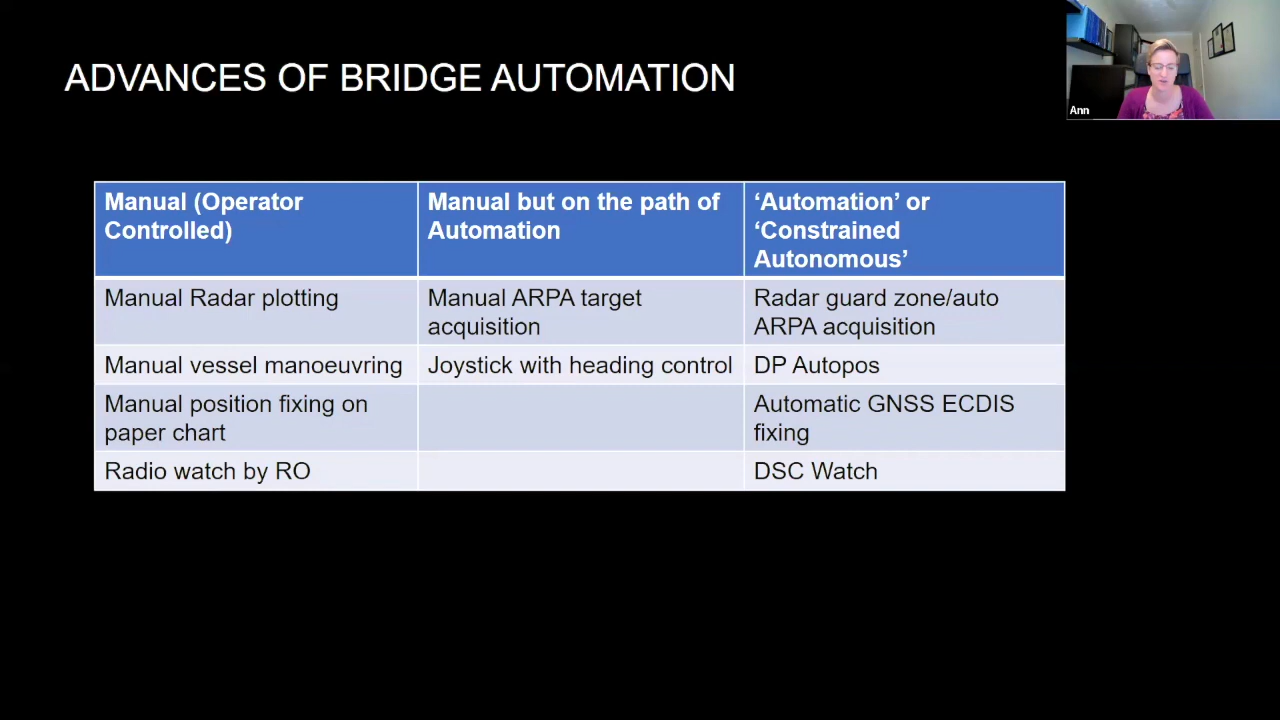 ADVANCES OF BRIDGE AUTOMATION
Ann
Manual (Operator
Controlled)
Manual but on the path of
Automation
‘Automation’ or
‘Constrained
Autonomous’
Manual Radar plotting
Manual ARPA target
acquisition
Radar guard zone/auto
ARPA acquisition
Manual vessel manoeuvring
Joystick with heading control
DP Autopos
Manual position fixing on
paper chart
Automatic GNSS ECDIS
fixing
Radio watch by RO
DSC Watch